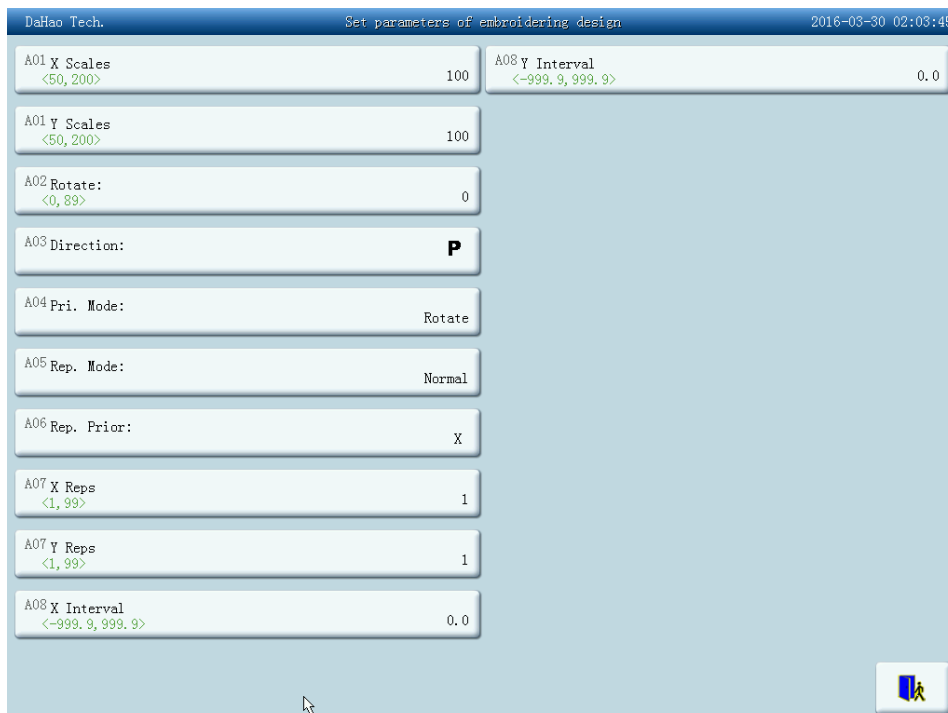 DaHao Tech. Set parameters of embroidering design 2016-03-30 02:03:45
A01 X Scales
<50,200> 100
A01 Y Scales
<50,200> 100
A02 Rotate:
<0,89> 0
A03 Direction: P
A04 Pri. Mode:
Rotate
A05 Rep. Mode:
Normal
A06 Rep. Prior:
X
A07 X Reps
<1,99> 1
A07 Y Reps
<1,99> 1
A08 X Interval
<-999.9,999.9> 0.0
A08 Y Interval
<-999.9,999.9> 0.0